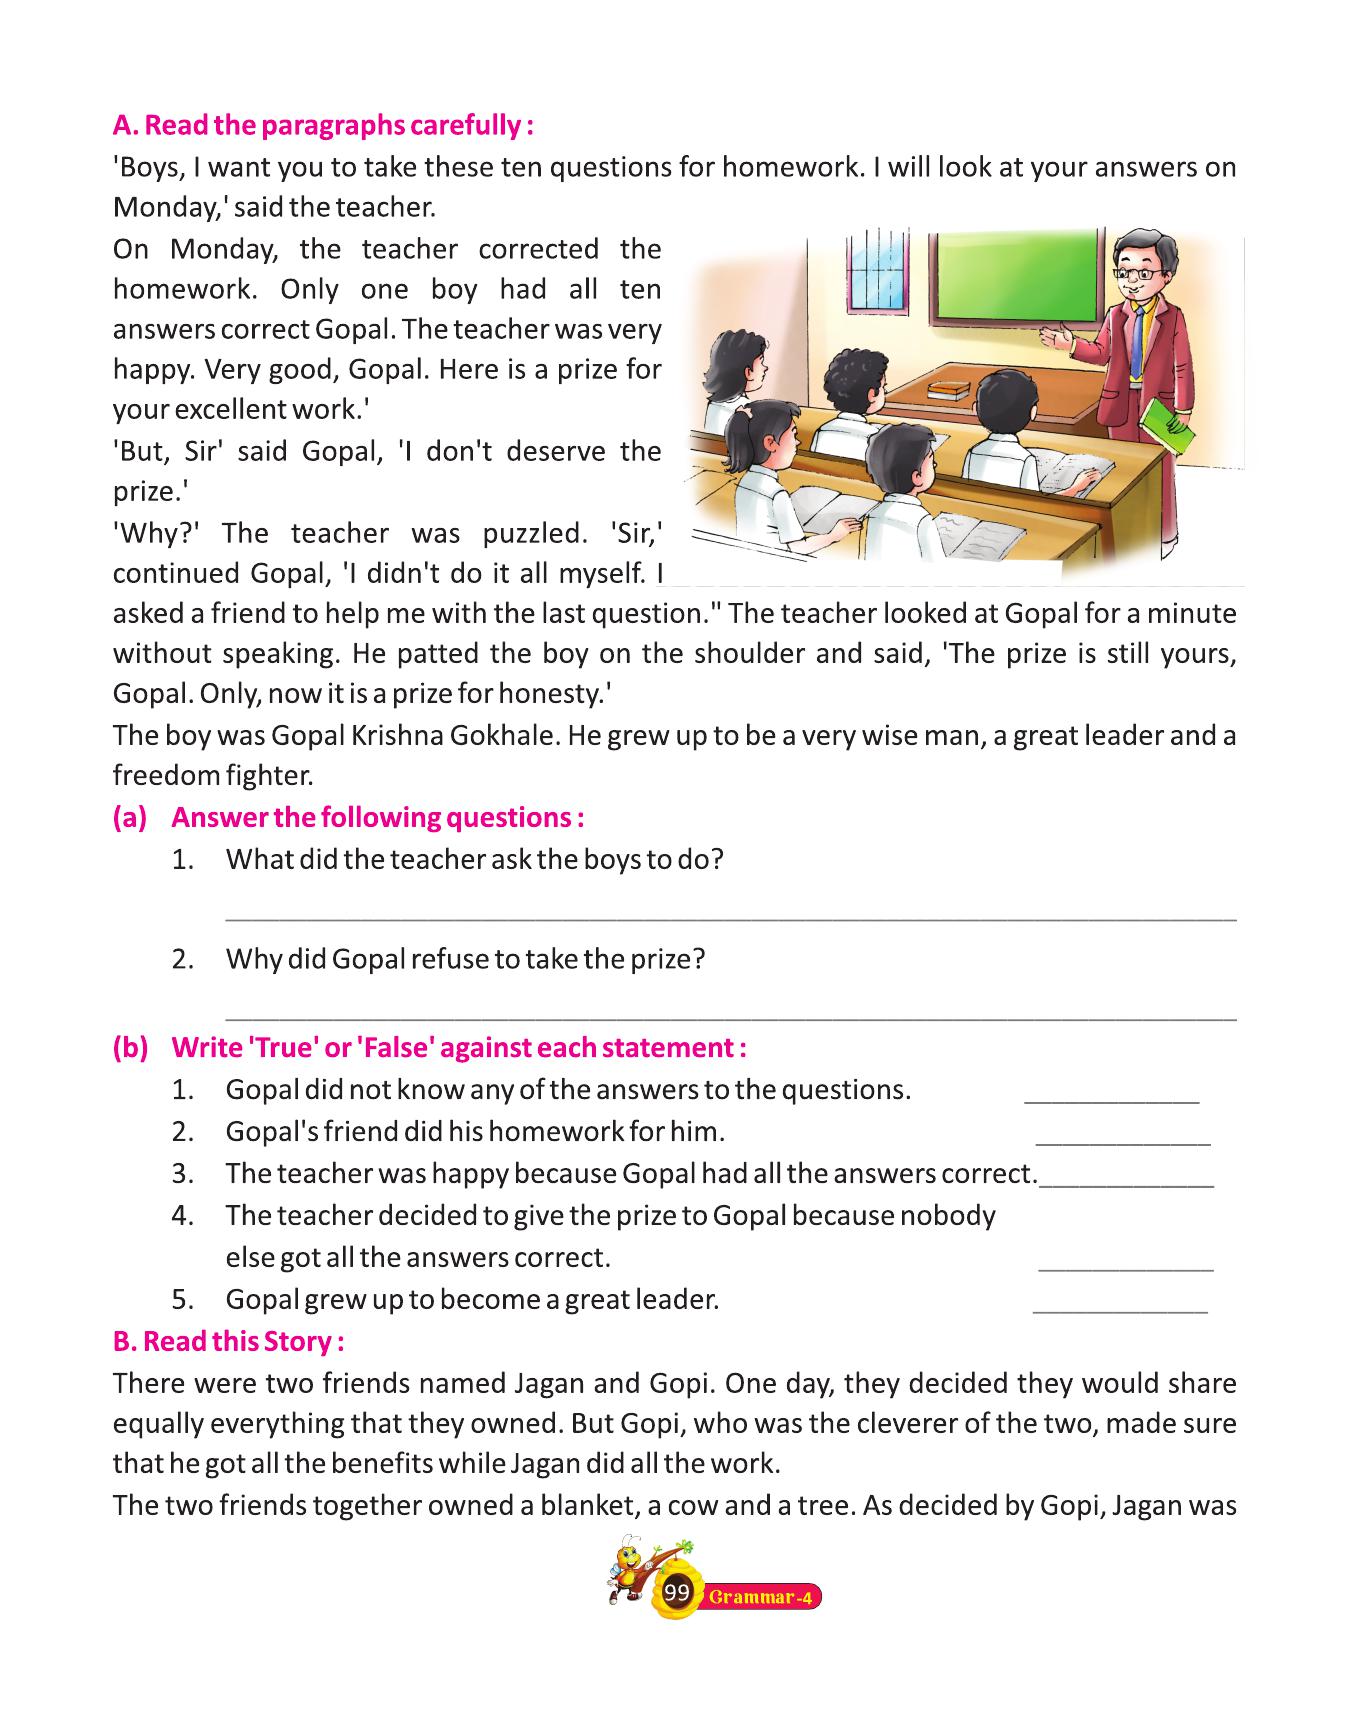 A. Read the paragraphs carefully :
'Boys, I want you to take these ten questions for homework. I will look at your answers on
Monday,' said the teacher.
On Monday, the teacher corrected the
homework. Only one boy had all ten
answers correct Gopal. The teacher was very
happy. Very good, Gopal. Here is a prize for
your excellent work.'
'But, Sir' said Gopal, 'I don't deserve the
prize.'
'Why?' The teacher was puzzled. 'Sir,'
continued Gopal, 'I didn't do it all myself. I
asked a friend to help me with the last question." The teacher looked at Gopal for a minute
without speaking. He patted the boy on the shoulder and said, 'The prize is still yours,
Gopal. Only, now it is a prize for honesty.'
The boy was Gopal Krishna Gokhale. He grew up to be a very wise man, a great leader and a
freedom fighter.
(a) Answer the following questions :
1. What did the teacher ask the boys to do?
2. Why did Gopal refuse to take the prize?
(b) Write 'True' or 'False' against each statement :
1. Gopal did not know any of the answers to the questions. ____________
2. Gopal's friend did his homework for him. ____________
3. The teacher was happy because Gopal had all the answers correct.____________
4. The teacher decided to give the prize to Gopal because nobody
else got all the answers correct. ____________
5. Gopal grew up to become a great leader. ____________
B. Read this Story :
There were two friends named Jagan and Gopi. One day, they decided they would share
equally everything that they owned. But Gopi, who was the cleverer of the two, made sure
that he got all the benefits while Jagan did all the work.
The two friends together owned a blanket, a cow and a tree. As decided by Gopi, Jagan was
99 Grammar-4